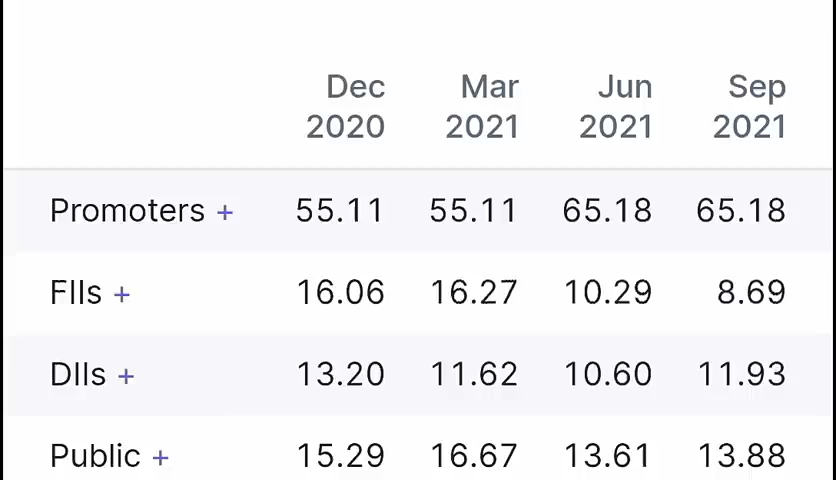 Dec Mar Jun Sep
2020 2021 2021 2021
Promoters + 55.11 55.11 65.18 65.18
FIIs + 16.06 16.27 10.29 8.69
DIIs + 13.20 11.62 10.60 11.93
Public + 15.29 16.67 13.61 13.88